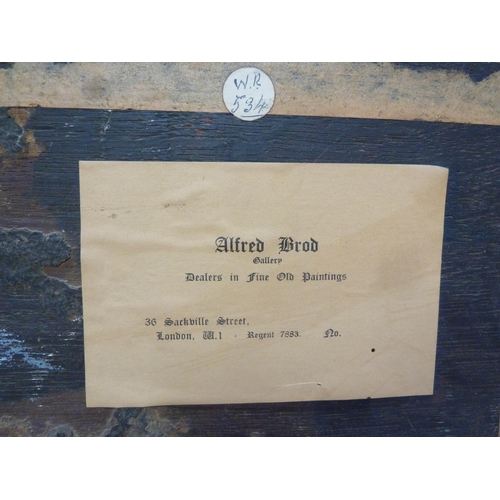 W.R.
534
Alfred Brod
Gallery
Dealers in Fine Old Paintings
36 Sackville Street,
London, W.1 . Regent 7883. No.